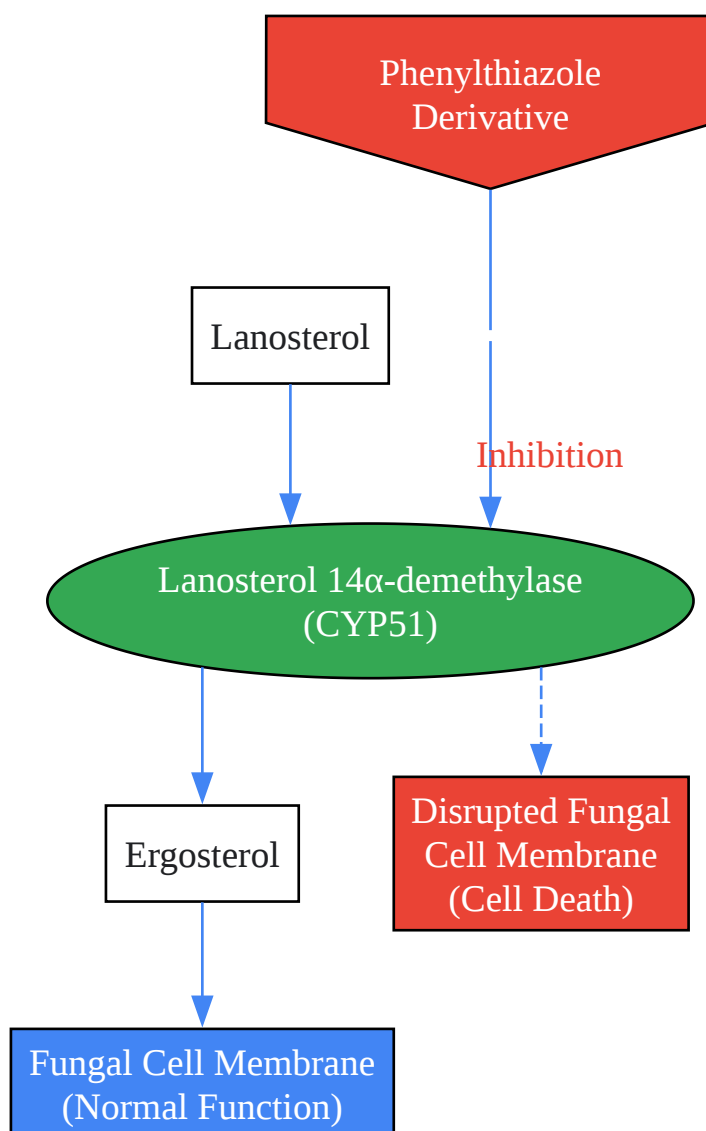 Phenylthiazole
Derivative
Lanosterol
Inhibition
Lanosterol 14α-demethylase
(CYP51)
Ergosterol
Disrupted Fungal
Cell Membrane
(Cell Death)
Fungal Cell Membrane
(Normal Function)